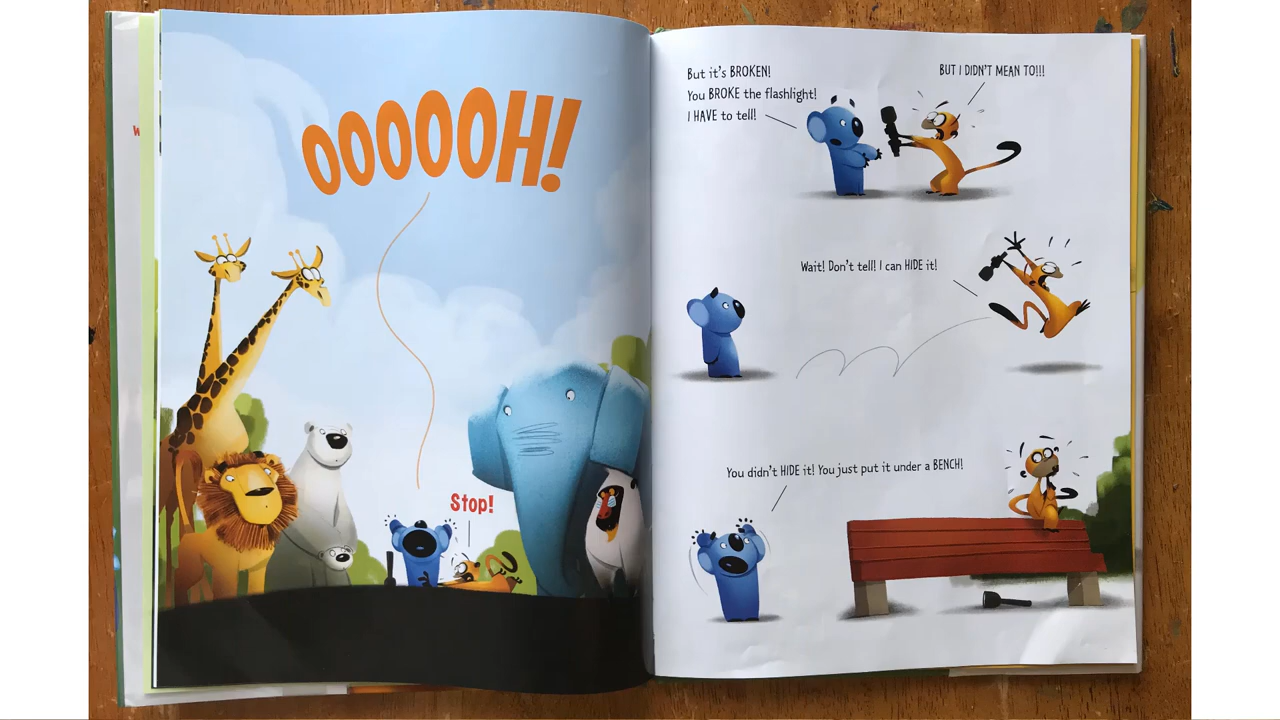 W
OOOOOH!
Stop!
But it's BROKEN!
You BROKE the flashlight!
I HAVE to tell!
BUT I DIDN'T MEAN TO!!!
Wait! Don't tell! I can HIDE it!
You didn't HIDE it! You just put it under a BENCH!